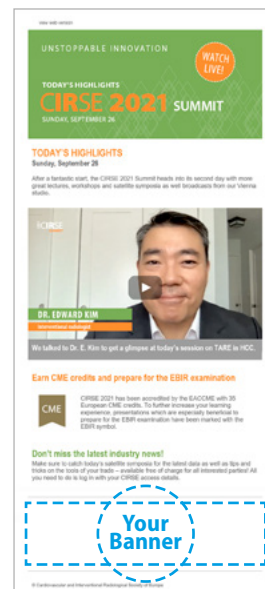 view web version
UNSTOPPABLE INNOVATION
WATCH
LIVE!
TODAY'S HIGHLIGHTS
CIRSE 2021 SUMMIT
SUNDAY, SEPTEMBER 26
TODAY'S HIGHLIGHTS
Sunday, September 26
After a fantastic start, the CIRSE 2021 Summit heads into its second day with more
great lectures, workshops and satellite symposia as well broadcasts from our Vienna
studio.
CIRSE
DR. EDWARD KIM
Interventional radiologist
We talked to Dr. E. Kim to get a glimpse at today's session on TARE in HCC.
Earn CME credits and prepare for the EBIR examination
CME
CIRSE 2021 has been accredited by the EACCME with 35
European CME credits. To further increase your learning
experience, presentations which are especially beneficial to
prepare for the EBIR examination have been marked with the
EBIR symbol.
Don't miss the latest industry news!
Make sure to catch today's satellite symposia for the latest data as well as tips and
tricks on the tools of your trade – available free of charge for all interested parties! All
you need to do is log in with your CIRSE access details.
Your
Banner
© Cardiovascular and Interventional Radiological Society of Europe